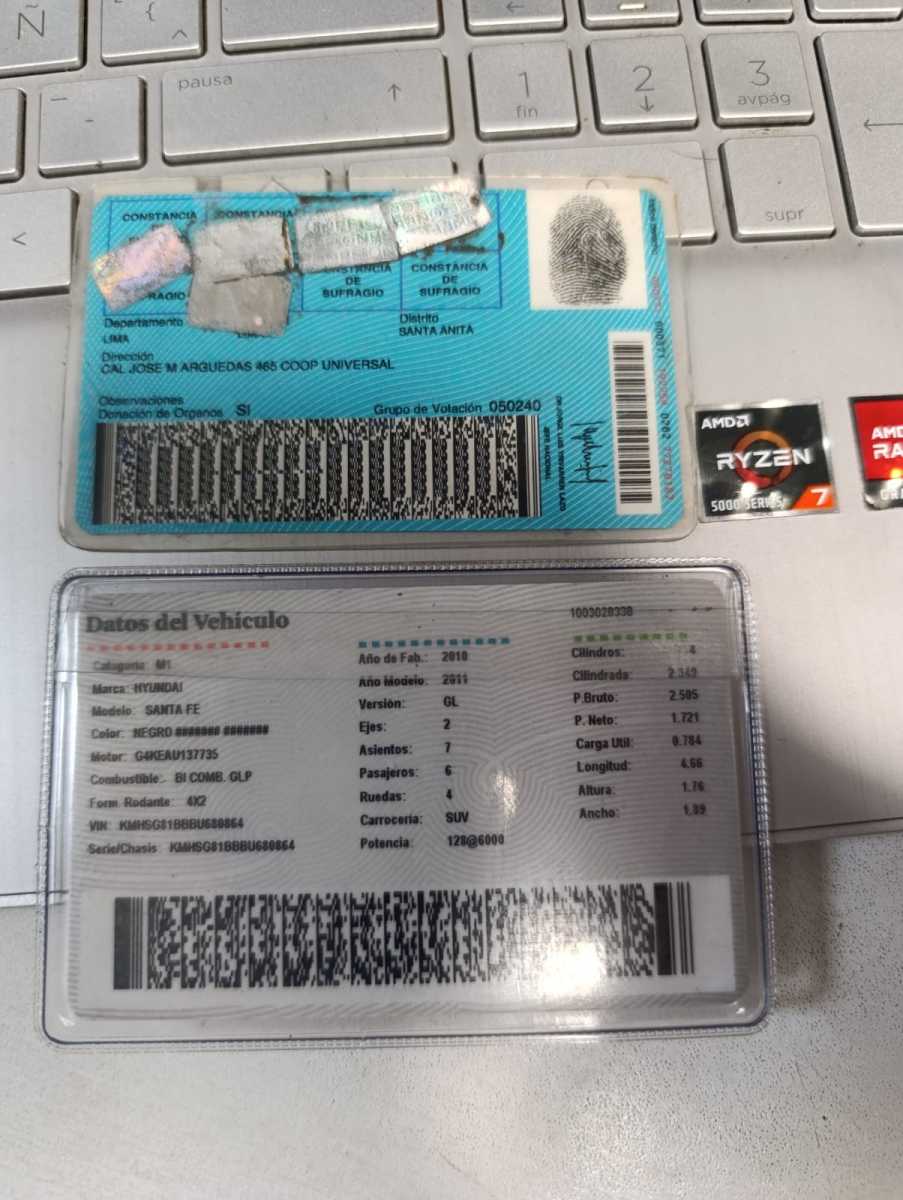 Ñ
{
^
←
pausa
↑
1
fin
2
↓
3
avpág
-
<
supr
←
CONSTANCIA
CONSTANCIA
FRAGIO
CONSTANCIA
DE
SUFRAGIO
CONSTANCIA
DE
SUFRAGIO
Departamento
LIMA
Distrito
SANTA ANITA
Dirección
CAL JOSE M ARGUEDAS 465 COOP UNIVERSAL
Observaciones
Donación de Organos SI
Grupo de Votación 050240
AMD
RYZEN
5000 SERIES 7
AMD
RA
Datos del Vehículo
1003028338
Categoria: M1
Marca: HYUNDAI
Modelo: SANTA FE
Color: NEGRO ####### #######
Motor: G4KEAU137735
Combustible: BI COMB. GLP
Form. Rodante: 4X2
VIN: KMHSG81BBBU680864
Serie/Chasis: KMHSG81BBBU680864
Año de Fab.: 2010
Año Modelo: 2011
Versión: GL
Ejes: 2
Asientos: 7
Pasajeros: 6
Ruedas: 4
Carrocería: SUV
Potencia: 128@6000
Cilindros: 4
Cilindrada: 2.349
P.Bruto: 2.505
P. Neto: 1.721
Carga Util: 0.784
Longitud: 4.66
Altura: 1.76
Ancho: 1.89